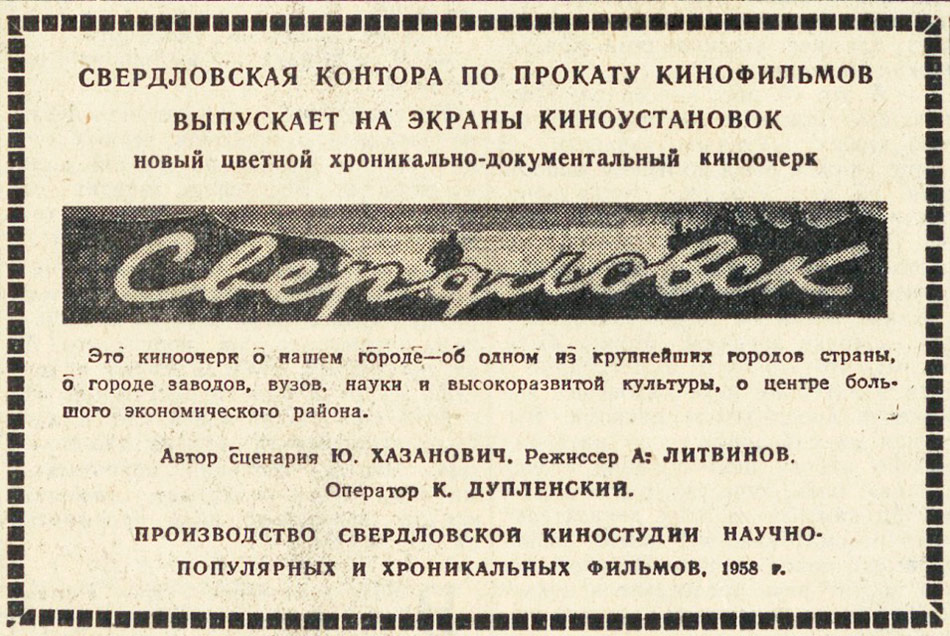 СВЕРДЛОВСКАЯ КОНТОРА ПО ПРОКАТУ КИНОФИЛЬМОВ
ВЫПУСКАЕТ НА ЭКРАНЫ КИНОУСТАНОВОК
новый цветной хроникально-документальный киноочерк
Свердловск
Это киноочерк о нашем городе—об одном из крупнейших городов страны,
о городе заводов, вузов, науки и высокоразвитой культуры, о центре боль-
шого экономического района.
Автор сценария Ю. ХАЗАНОВИЧ. Режиссер А. ЛИТВИНОВ.
Оператор К. ДУПЛЕНСКИЙ.
ПРОИЗВОДСТВО СВЕРДЛОВСКОЙ КИНОСТУДИИ НАУЧНО-
ПОПУЛЯРНЫХ И ХРОНИКАЛЬНЫХ ФИЛЬМОВ, 1958 г.